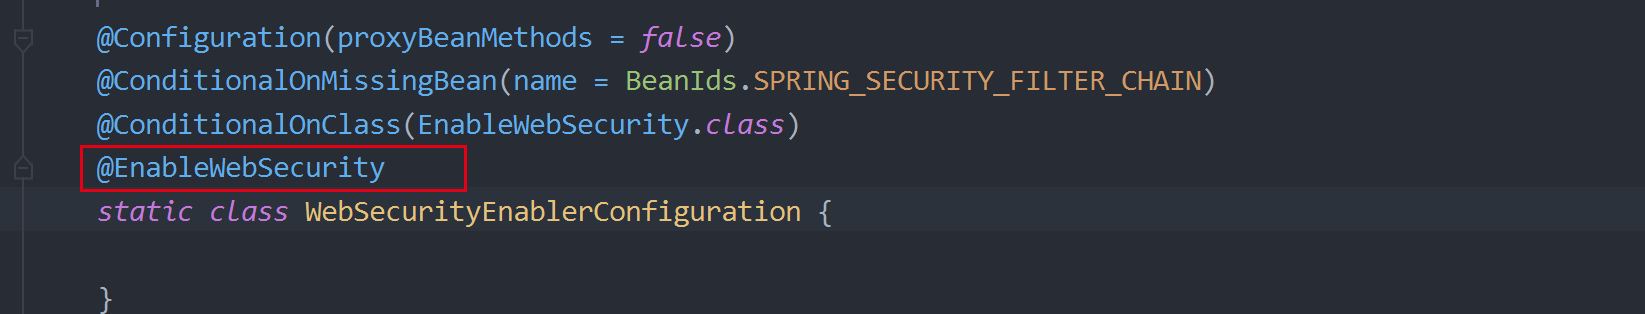 @Configuration(proxyBeanMethods = false)
@ConditionalOnMissingBean(name = BeanIds.SPRING_SECURITY_FILTER_CHAIN)
@ConditionalOnClass(EnableWebSecurity.class)
@EnableWebSecurity
static class WebSecurityEnablerConfiguration {
}